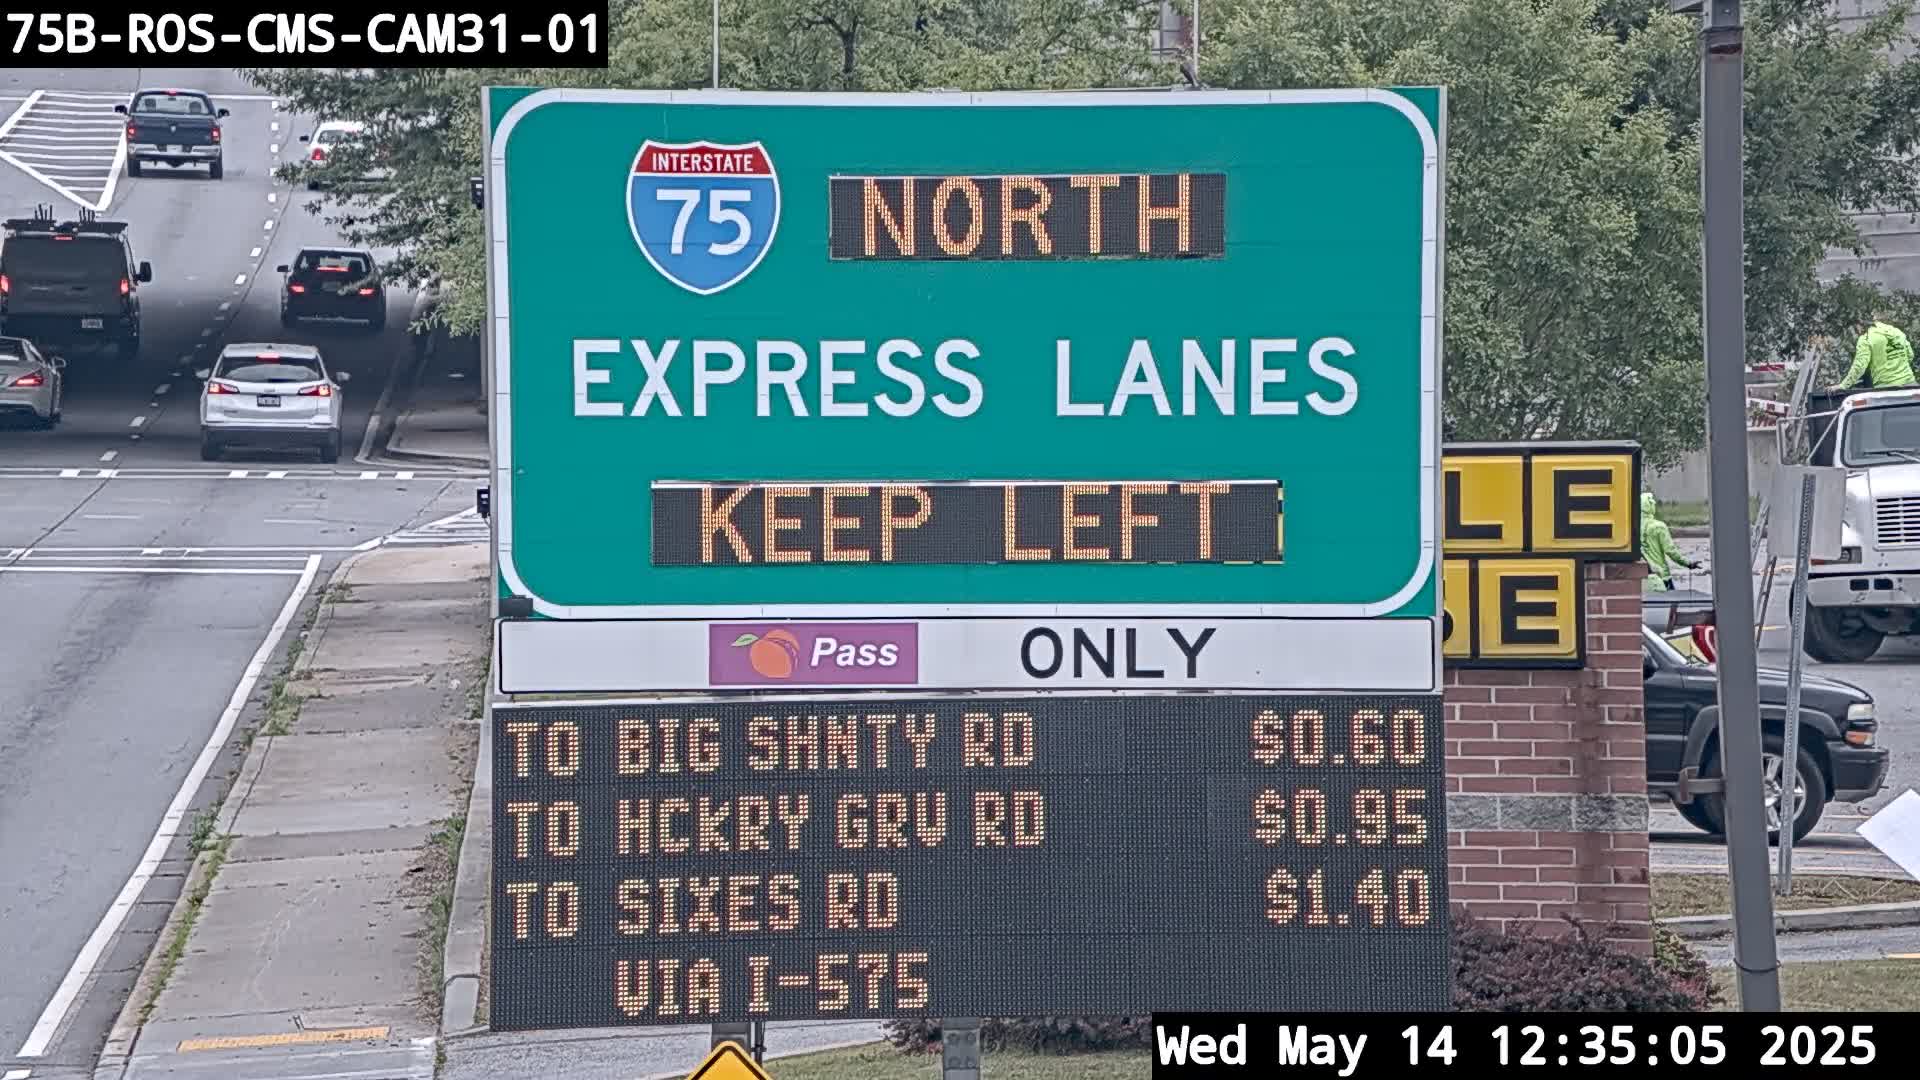 75B-ROS-CMS-CAM31-01
INTERSTATE
75
NORTH
EXPRESS LANES
KEEP LEFT
Pass ONLY
TO BIG SHNTY RD $0.60
TO HCKRY GRV RD $0.95
TO SIXES RD $1.40
VIA I-575
LE
E
Wed May 14 12:35:05 2025